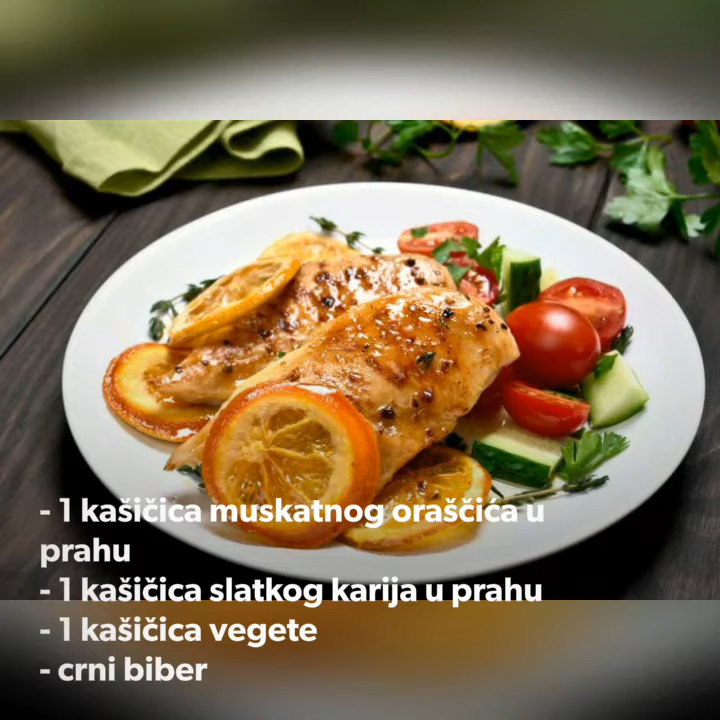 - 1 kašičica muskatnog oraščića u
prahu
- 1 kašičica slatkog karija u prahu
- 1 kašičica vegete
- crni biber